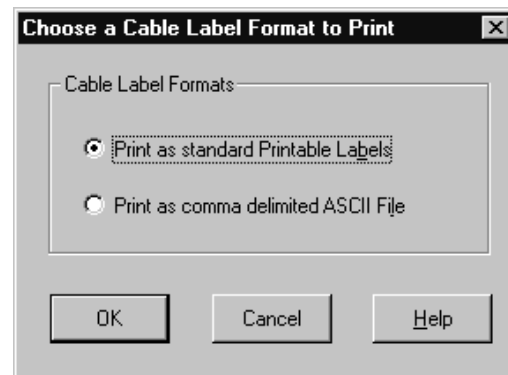 Choose a Cable Label Format to Print
Cable Label Formats
Print as standard Printable Labels
Print as comma delimited ASCII File
OK Cancel Help